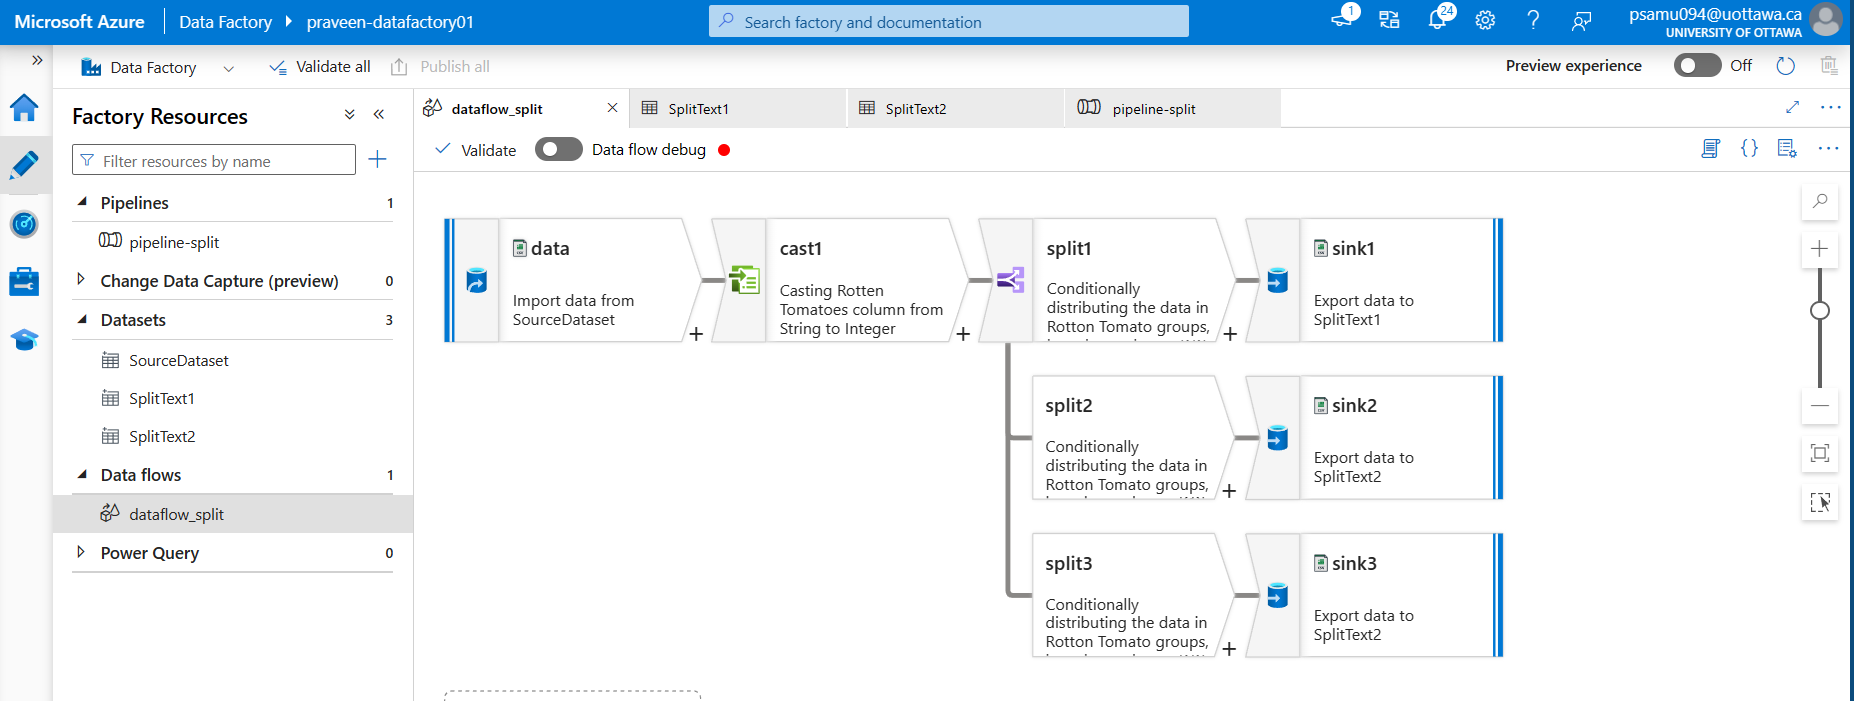 Microsoft Azure
Data Factory
praveen-datafactory01
Search factory and documentation
1
24
psamu094@uottawa.ca
UNIVERSITY OF OTTAWA
Data Factory
Validate all
Publish all
Preview experience
Off
Factory Resources
Filter resources by name
Pipelines 1
pipeline-split
Change Data Capture (preview) 0
Datasets 3
SourceDataset
SplitText1
SplitText2
Data flows 1
dataflow_split
Power Query 0
dataflow_split
SplitText1
SplitText2
pipeline-split
Validate
Data flow debug
data
Import data from
SourceDataset
cast1
Casting Rotten
Tomatoes column from
String to Integer
split1
Conditionally
distributing the data in
Rotton Tomato groups,
sink1
Export data to
SplitText1
split2
Conditionally
distributing the data in
Rotton Tomato groups,
sink2
Export data to
SplitText2
split3
Conditionally
distributing the data in
Rotton Tomato groups,
sink3
Export data to
SplitText2